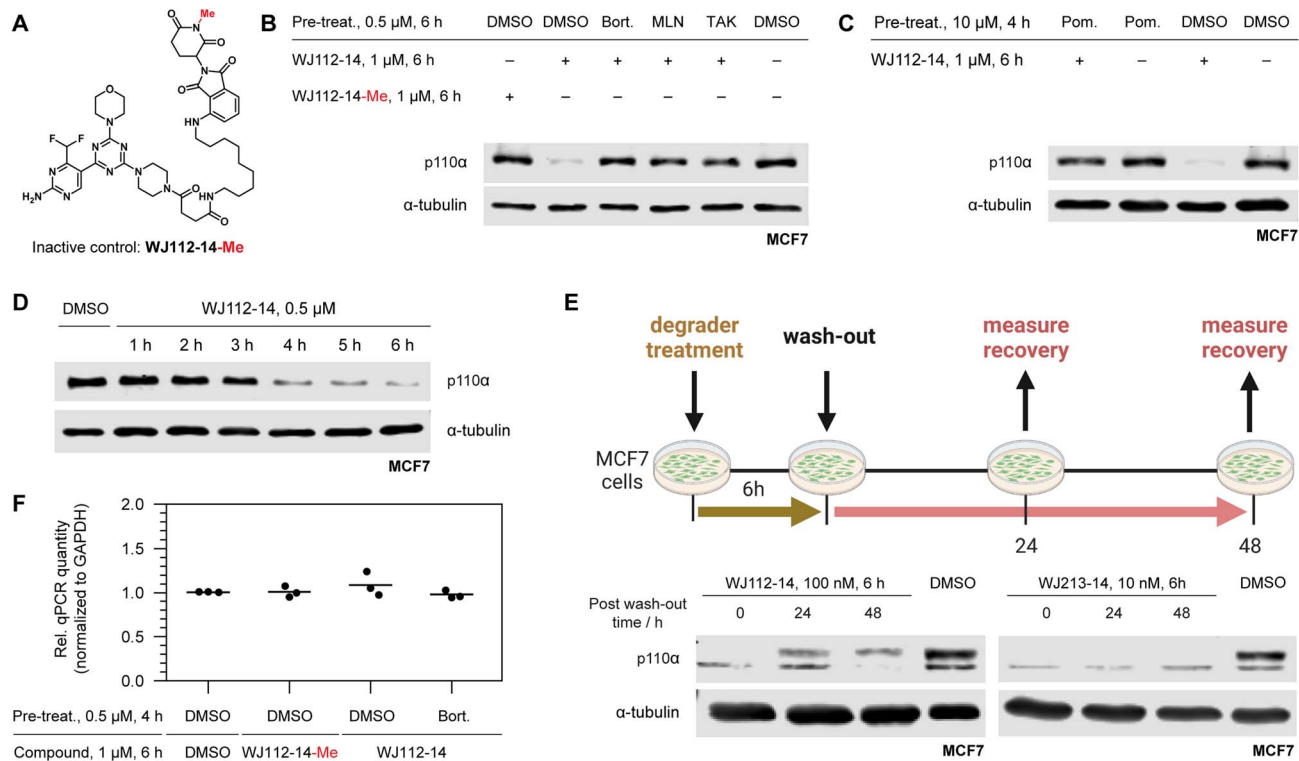 A
N
Me
O
O
O
N
O
HN
O
N
F
F
N
N
N
N
N
N
H2N
N
O
HN
O
Inactive control: WJ112-14-Me
B
Pre-treat., 0.5 µM, 6 h DMSO DMSO Bort. MLN TAK DMSO
WJ112-14, 1 µM, 6 h – + + + + –
WJ112-14-Me, 1 µM, 6 h + – – – – –
p110α
α-tubulin
MCF7
C
Pre-treat., 10 µM, 4 h Pom. Pom. DMSO DMSO
WJ112-14, 1 µM, 6 h + – + –
p110α
α-tubulin
MCF7
D
DMSO WJ112-14, 0.5 µM
1 h 2 h 3 h 4 h 5 h 6 h
p110α
α-tubulin
MCF7
E
degrader treatment
wash-out
measure recovery
measure recovery
MCF7 cells
6h
24
48
WJ112-14, 100 nM, 6 h DMSO WJ213-14, 10 nM, 6h DMSO
Post wash-out time / h 0 24 48 0 24 48
p110α
α-tubulin
MCF7 MCF7
F
Rel. qPCR quantity
(normalized to GAPDH)
2.0
1.5
1.0
0.5
0.0
Pre-treat., 0.5 µM, 4 h DMSO DMSO DMSO Bort.
Compound, 1 µM, 6 h DMSO WJ112-14-Me WJ112-14